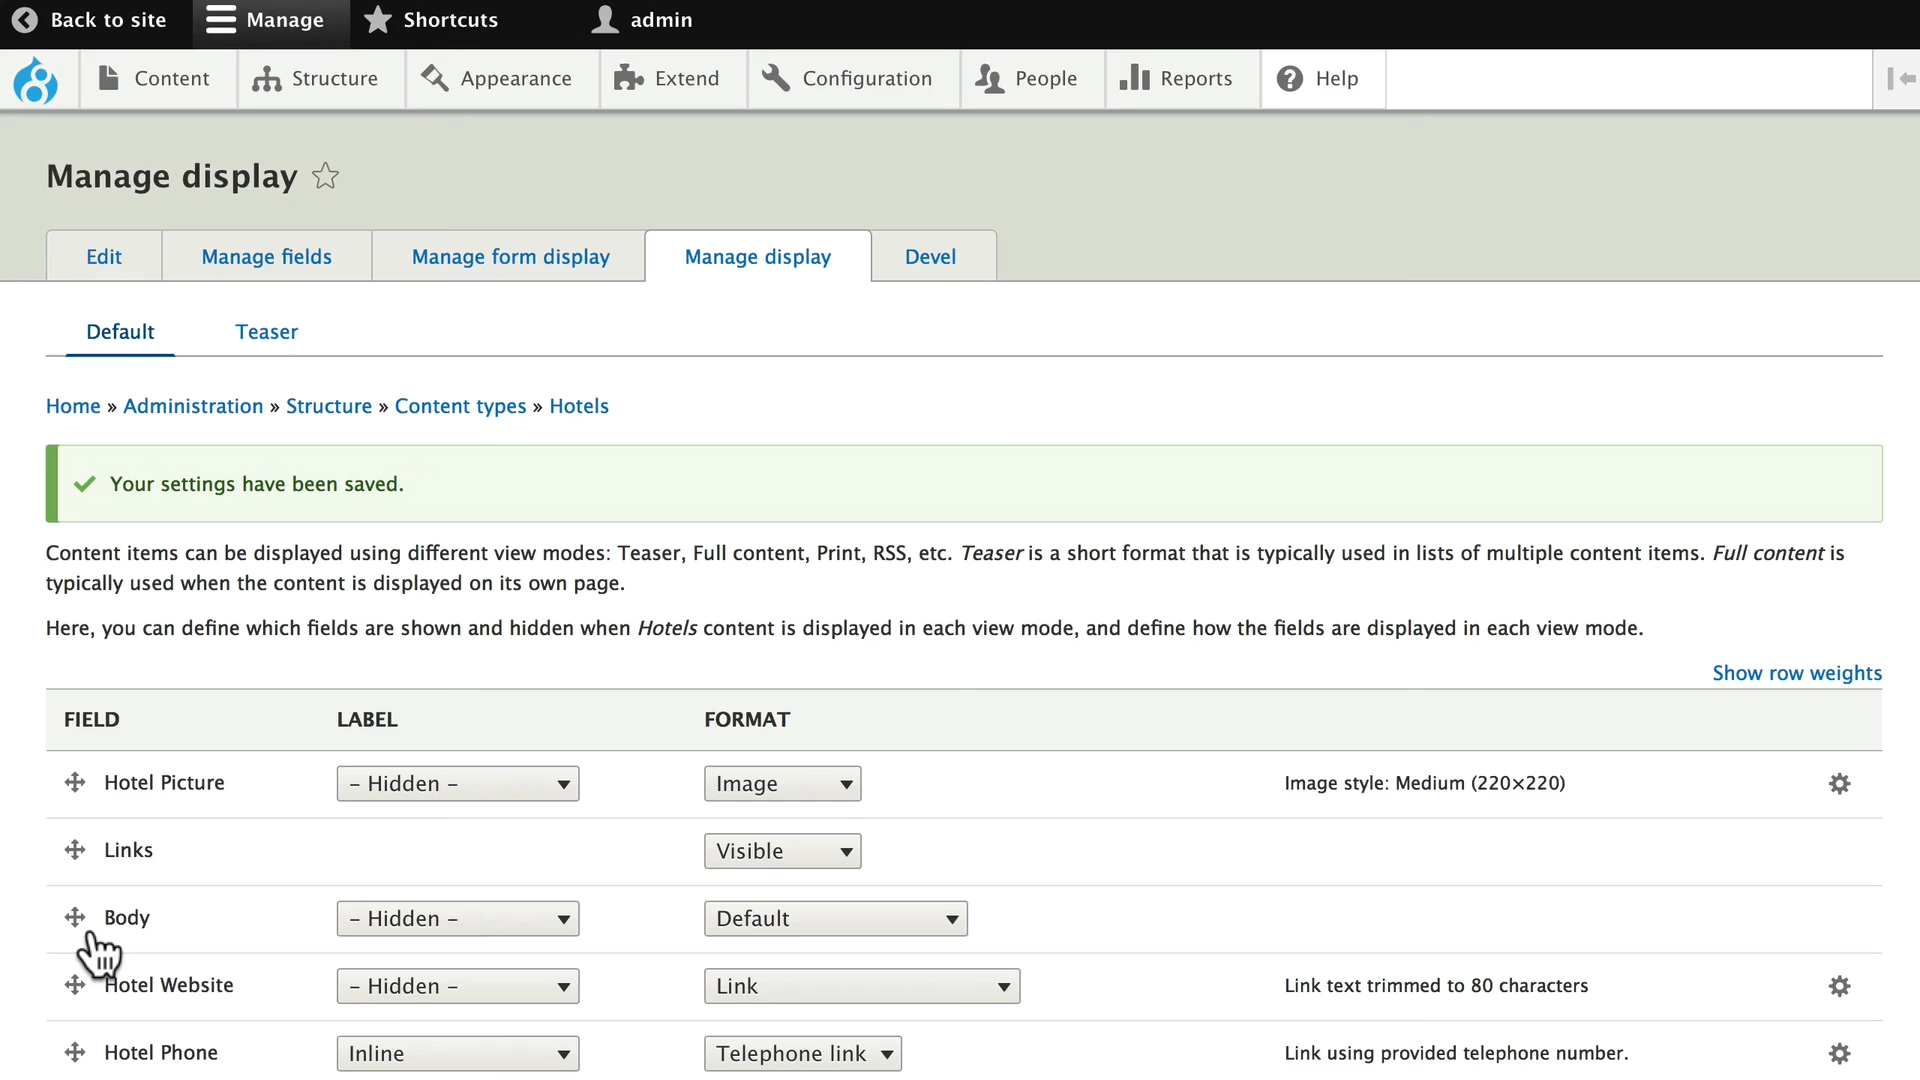 Back to site Manage Shortcuts admin
Content Structure Appearance Extend Configuration People Reports Help
Manage display
Edit Manage fields Manage form display Manage display Devel
Default Teaser
Home » Administration » Structure » Content types » Hotels
Your settings have been saved.
Content items can be displayed using different view modes: Teaser, Full content, Print, RSS, etc. Teaser is a short format that is typically used in lists of multiple content items. Full content is
typically used when the content is displayed on its own page.
Here, you can define which fields are shown and hidden when Hotels content is displayed in each view mode, and define how the fields are displayed in each view mode.
Show row weights
FIELD LABEL FORMAT
Hotel Picture - Hidden - Image Image style: Medium (220×220)
Links Visible
Body - Hidden - Default
Hotel Website - Hidden - Link Link text trimmed to 80 characters
Hotel Phone Inline Telephone link Link using provided telephone number.